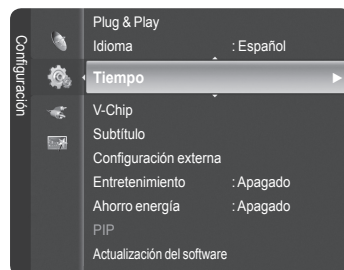 Configuración
Plug & Play
Idioma : Español
Tiempo
V-Chip
Subtítulo
Configuración externa
Entretenimiento : Apagado
Ahorro energía : Apagado
PIP
Actualización del software